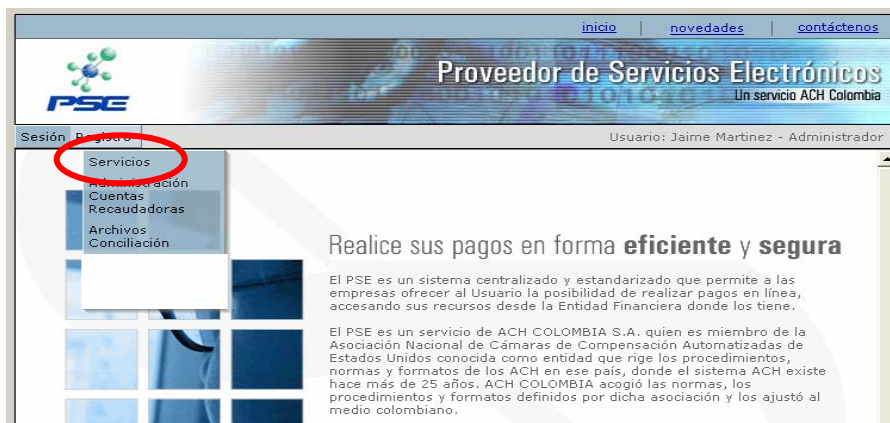 inicio | novedades | contáctenos
PSE
Proveedor de Servicios Electrónicos
Un servicio ACH Colombia
Sesión Registro
Usuario: Jaime Martinez - Administrador
Servicios
Administración
Cuentas
Recaudadoras
Archivos
Conciliación
Realice sus pagos en forma eficiente y segura
El PSE es un sistema centralizado y estandarizado que permite a las
empresas ofrecer al Usuario la posibilidad de realizar pagos en línea,
accesando sus recursos desde la Entidad Financiera donde los tiene.
El PSE es un servicio de ACH COLOMBIA S.A. quien es miembro de la
Asociación Nacional de Cámaras de Compensación Automatizadas de
Estados Unidos conocida como entidad que rige los procedimientos,
normas y formatos de los ACH en ese país, donde el sistema ACH existe
hace más de 25 años. ACH COLOMBIA acogió las normas, los
procedimientos y formatos definidos por dicha asociación y los ajustó al
medio colombiano.